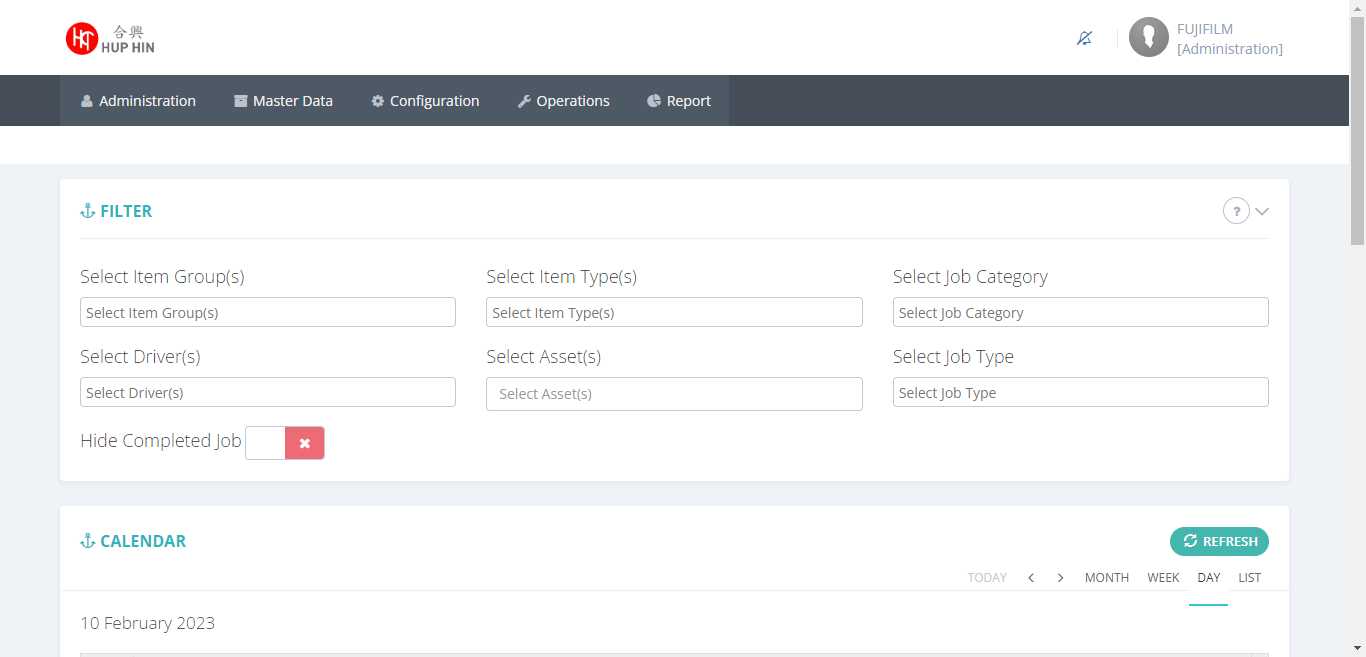 合興
HUP HIN
FUJIFILM
[Administration]
Administration
Master Data
Configuration
Operations
Report
FILTER
?
Select Item Group(s)
Select Item Type(s)
Select Job Category
Select Item Group(s)
Select Item Type(s)
Select Job Category
Select Driver(s)
Select Asset(s)
Select Job Type
Select Driver(s)
Select Asset(s)
Select Job Type
Hide Completed Job
CALENDAR
REFRESH
TODAY
MONTH
WEEK
DAY
LIST
10 February 2023